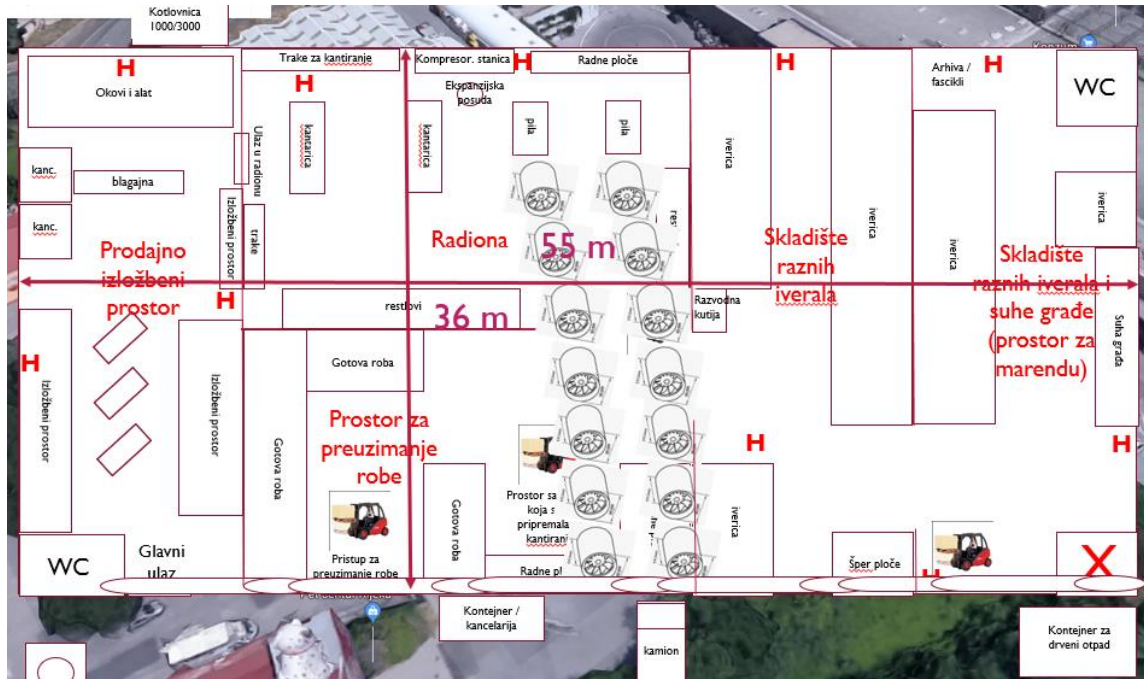 Kotlovnica
1000/3000
Trake za kantiranje
Kompresor. stanica
H
Radne ploče
H
Arhiva /
fascikli
H
WC
H
Okovi i alat
H
Ekspanzijska
posuda
Ulaz u radionu
kantarica
kantarica
pila
pila
iverica
kanc.
blagajna
Izložbeni prostor
trake
iverica
iverica
iverica
kanc.
Prodajno
izložbeni
prostor
Radiona
55 m
Skladište
raznih
iverala
Skladište
raznih iverala i
suhe građe
(prostor za
marendu)
H
restlovi
36 m
Razvodna
kutija
Suha građa
H
Izložbeni prostor
Izložbeni prostor
Gotova roba
Prostor za
preuzimanje
robe
Gotova roba
H
H
Gotova roba
Prostor sa
koja s
pripremala
kantirani
iverica
WC
Glavni
ulaz
Pristup za
preuzimanje robe
Radne pl
Šper ploče
H
X
Kontejner /
kancelarija
kamion
Kontejner za
drveni otpad